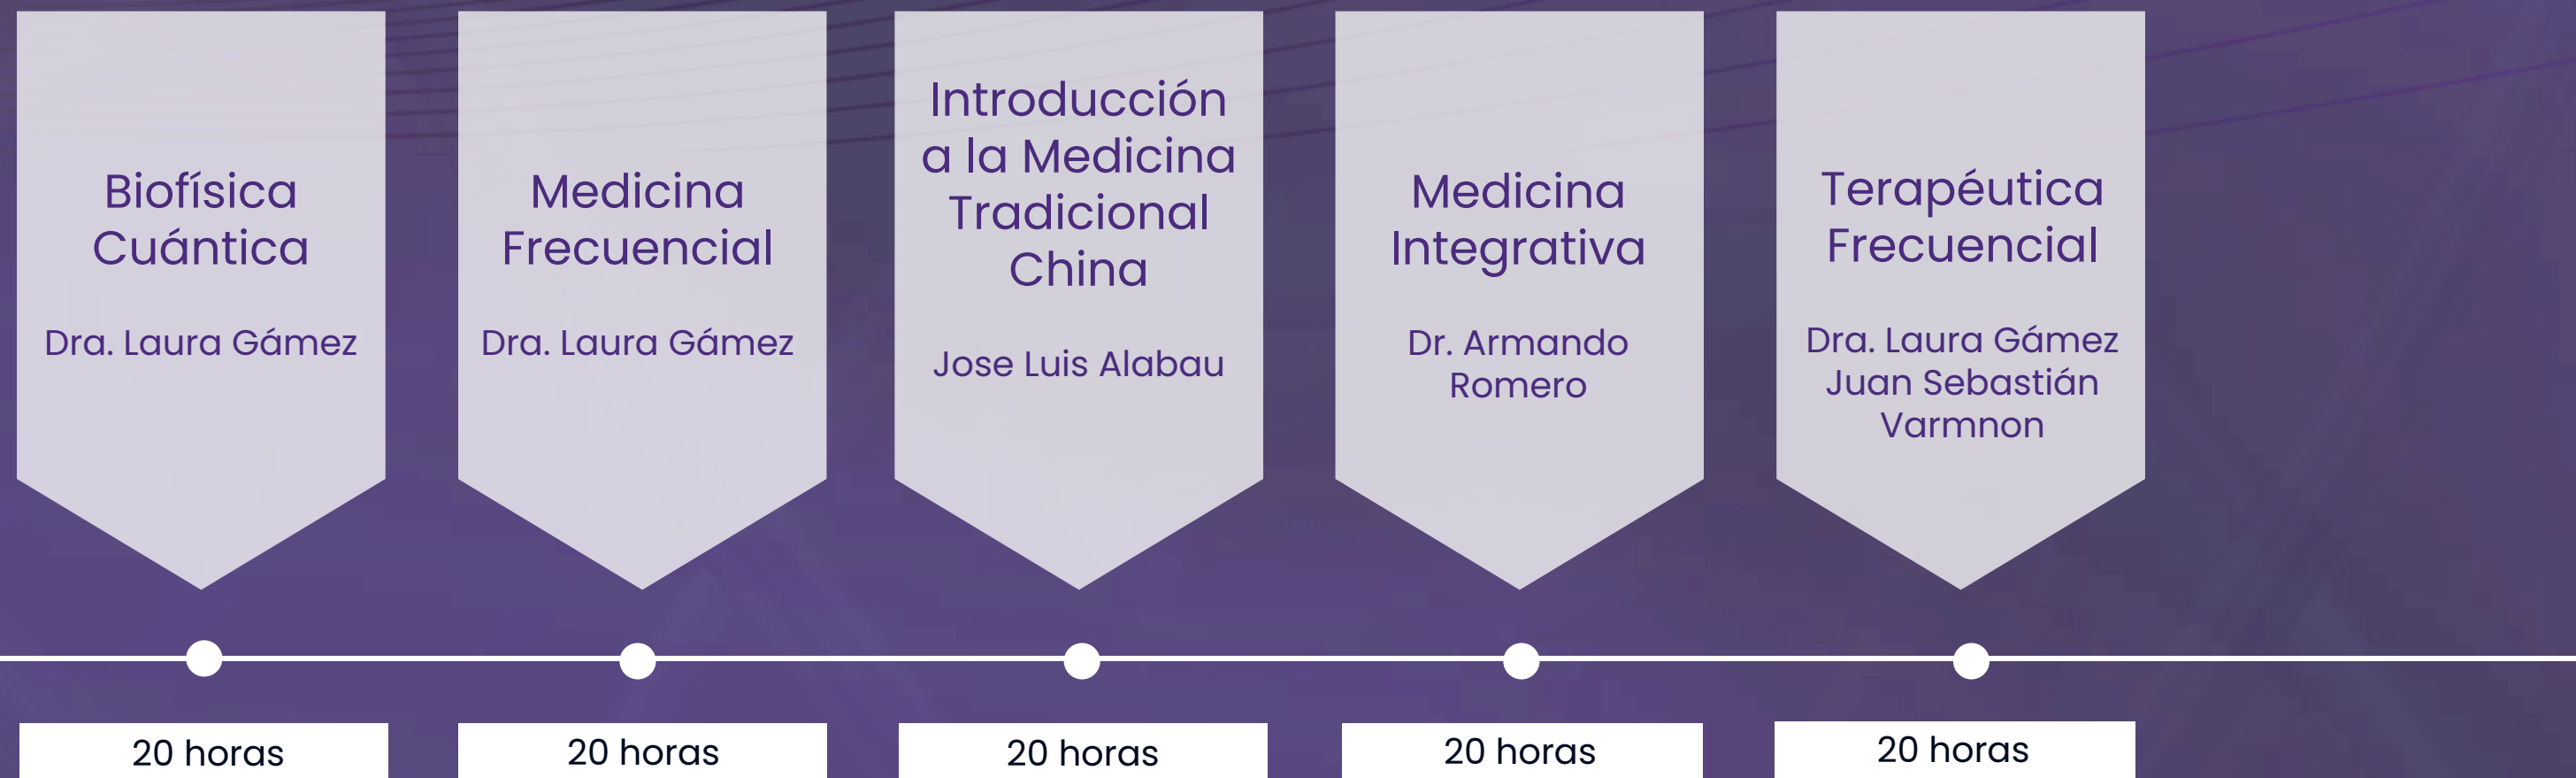 Biofísica
Cuántica
Dra. Laura Gámez
20 horas
Medicina
Frecuencial
Dra. Laura Gámez
20 horas
Introducción
a la Medicina
Tradicional
China
Jose Luis Alabau
20 horas
Medicina
Integrativa
Dr. Armando
Romero
20 horas
Terapéutica
Frecuencial
Dra. Laura Gámez
Juan Sebastián
Varmnon
20 horas